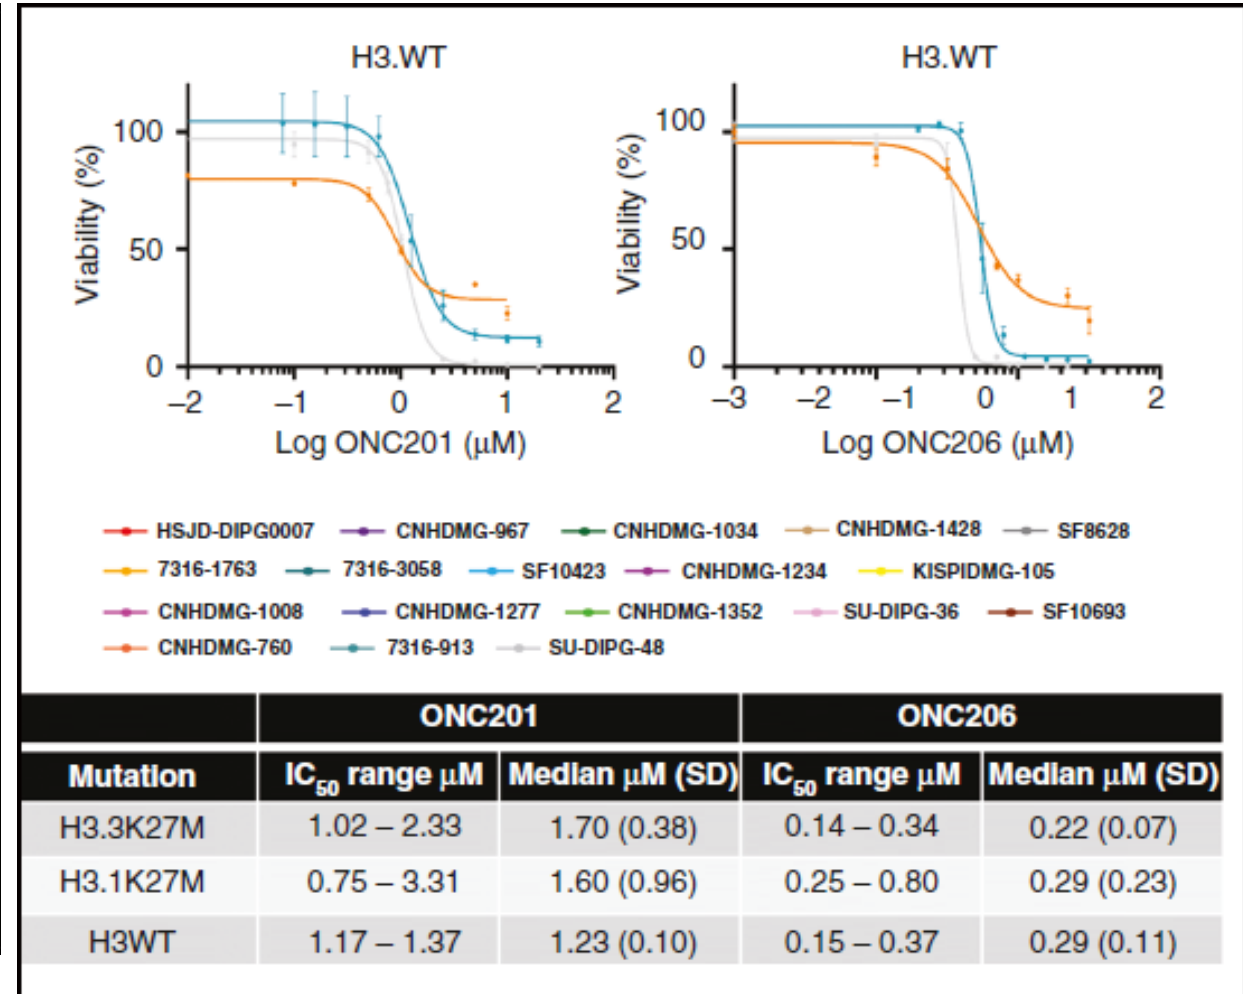 H3.WT
H3.WT
Viability (%)
100
50
0
–2 –1 0 1 2
Log ONC201 (µM)
Viability (%)
100
50
0
–3 –2 –1 0 1 2
Log ONC206 (µM)
HSJD-DIPG0007 CNHDMG-967 CNHDMG-1034 CNHDMG-1428 SF8628
7316-1763 7316-3058 SF10423 CNHDMG-1234 KISPIDMG-105
CNHDMG-1008 CNHDMG-1277 CNHDMG-1352 SU-DIPG-36 SF10693
CNHDMG-760 7316-913 SU-DIPG-48
ONC201 ONC206
Mutation IC50 range µM Median µM (SD) IC50 range µM Median µM (SD)
H3.3K27M 1.02 – 2.33 1.70 (0.38) 0.14 – 0.34 0.22 (0.07)
H3.1K27M 0.75 – 3.31 1.60 (0.96) 0.25 – 0.80 0.29 (0.23)
H3WT 1.17 – 1.37 1.23 (0.10) 0.15 – 0.37 0.29 (0.11)